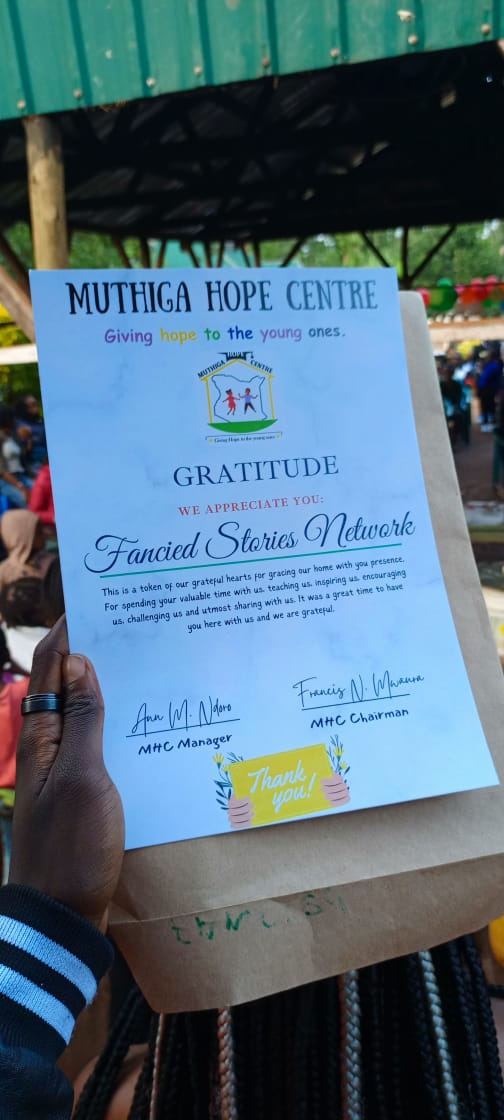 MUTHIGA HOPE CENTRE
Giving hope to the young ones.
MUTHIGA HOPE CENTRE
Giving Hope to the young ones
GRATITUDE
WE APPRECIATE YOU:
Fancied Stories Network
This is a token of our grateful hearts for gracing our home with you presence.
For spending your valuable time with us, teaching us, inspiring us, encouraging
us, challenging us and utmost sharing with us. It was a great time to have
you here with us and we are grateful.
Ann M. Ndoro
Francis N. Mwaura
MHC Manager
MHC Chairman
Thank
you!